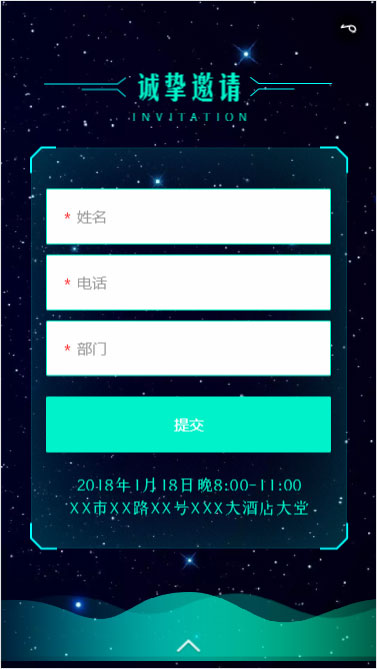 诚挚邀请
INVITATION
* 姓名
* 电话
* 部门
提交
2018年1月18日晚8:00-11:00
XX市XX路XX号XXX大酒店大堂